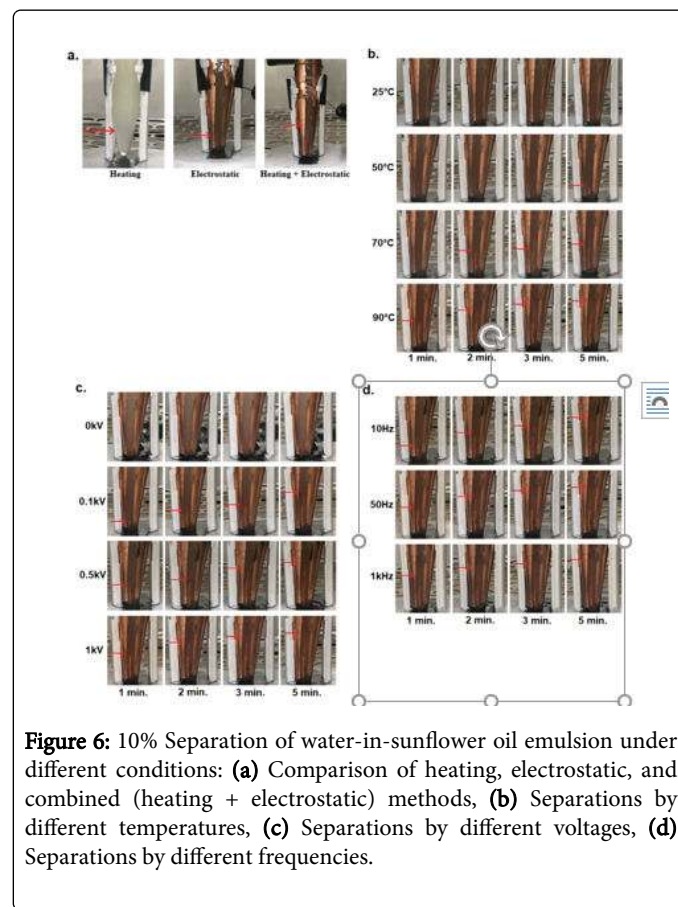 a.
Heating
Electrostatic
Heating + Electrostatic
b.
25°C
50°C
70°C
90°C
1 min.
2 min.
3 min.
5 min.
c.
0kV
0.1kV
0.5kV
1kV
1 min.
2 min.
3 min.
5 min.
d.
10Hz
50Hz
1kHz
1 min.
2 min.
3 min.
5 min.
Figure 6: 10% Separation of water-in-sunflower oil emulsion under
different conditions: (a) Comparison of heating, electrostatic, and
combined (heating + electrostatic) methods, (b) Separations by
different temperatures, (c) Separations by different voltages, (d)
Separations by different frequencies.